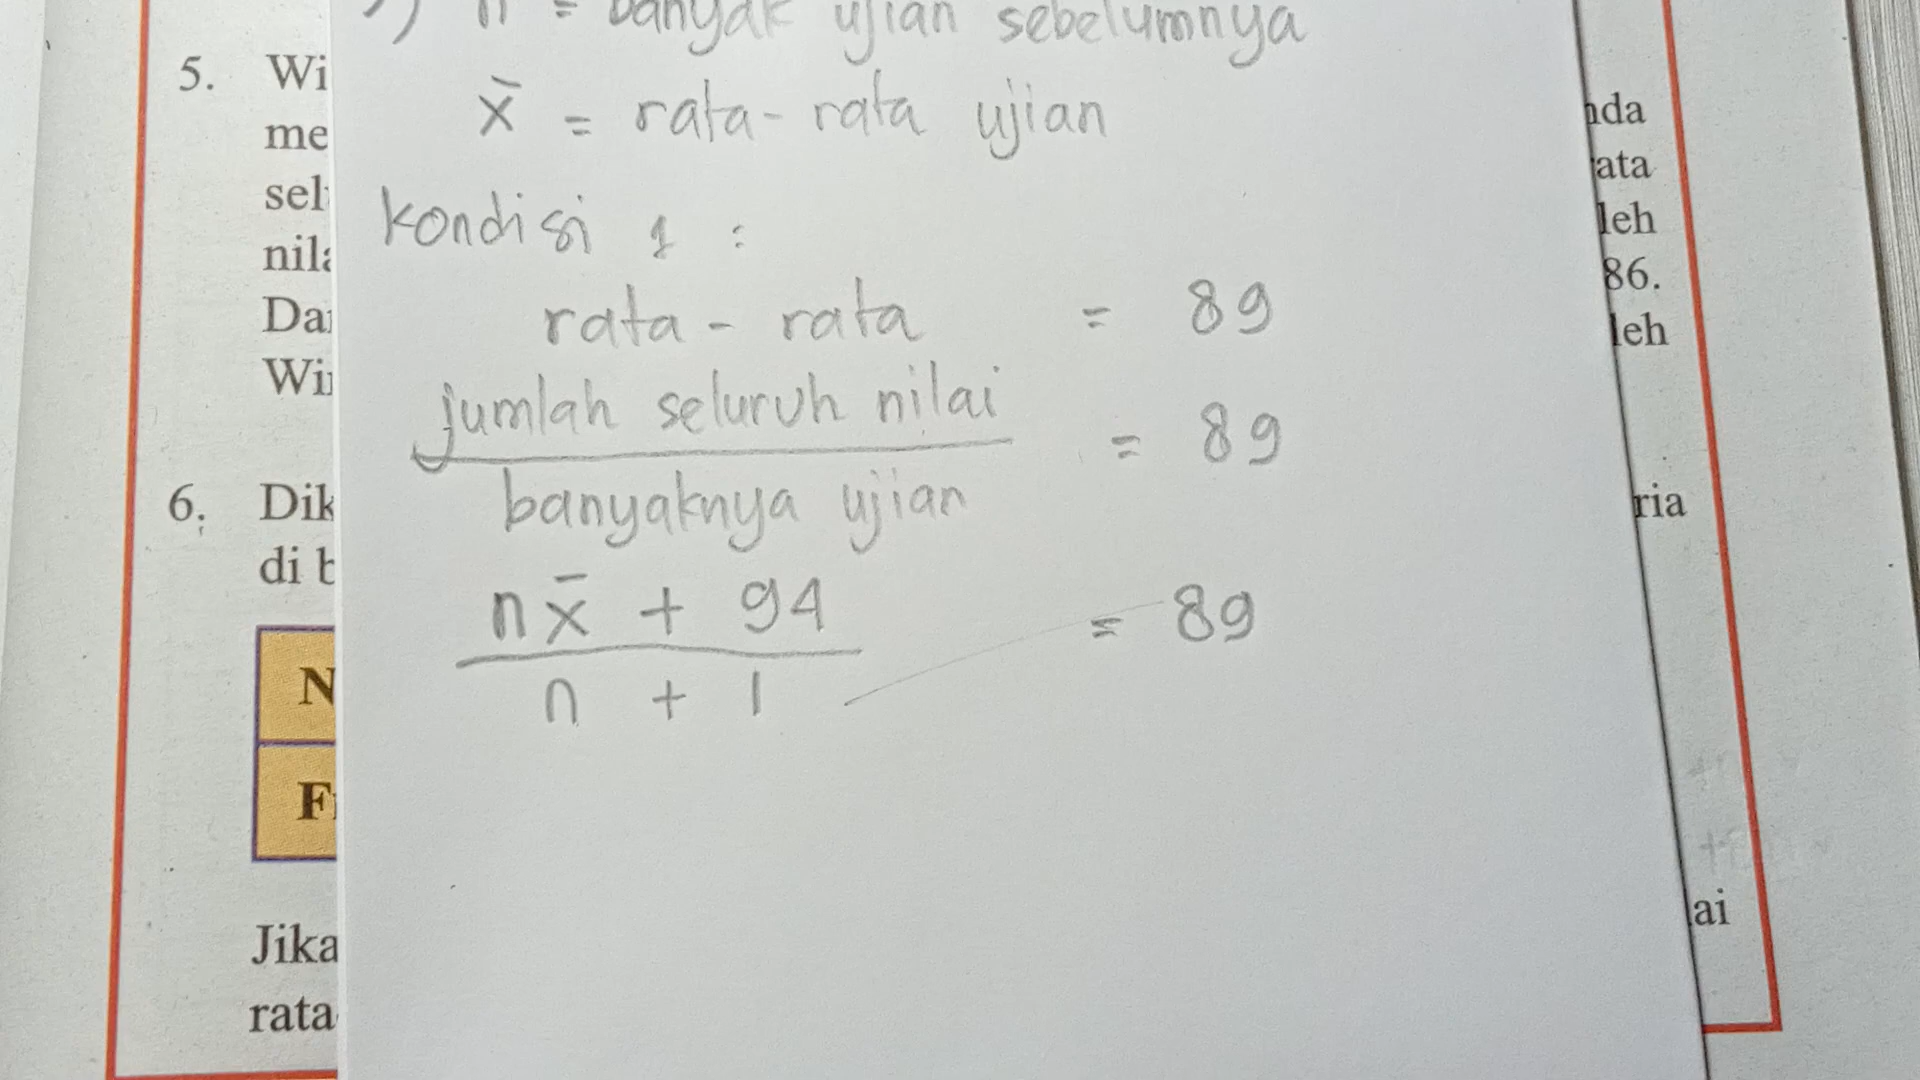 n = banyak ujian sebelumnya
x̄ = rata-rata ujian
kondisi 1 :
rata - rata = 89
jumlah seluruh nilai = 89
banyaknya ujian
nx̄ + 94 = 89
n + 1
5. Wi
me
sel
nila
Da
Wi
6. Dik
di b
N
F
Jika
rata
nda
ata
leh
86.
leh
ria
ai